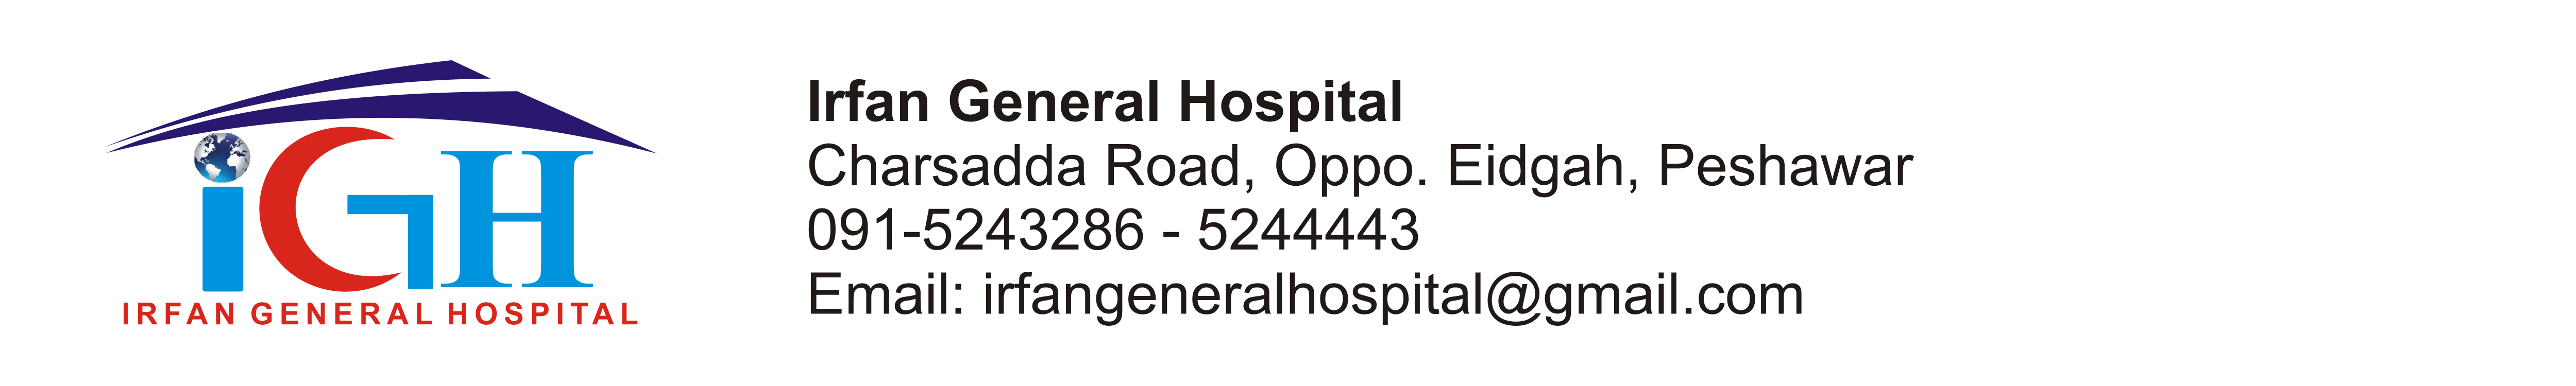 iGH
IRFAN GENERAL HOSPITAL
Irfan General Hospital
Charsadda Road, Oppo. Eidgah, Peshawar
091-5243286 - 5244443
Email: irfangeneralhospital@gmail.com